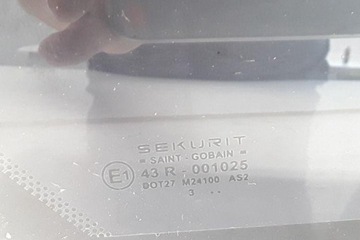 SEKURIT
= SAINT - GOBAIN =
E1 43 R - 001025
DOT27 M24100 AS2
3 ..